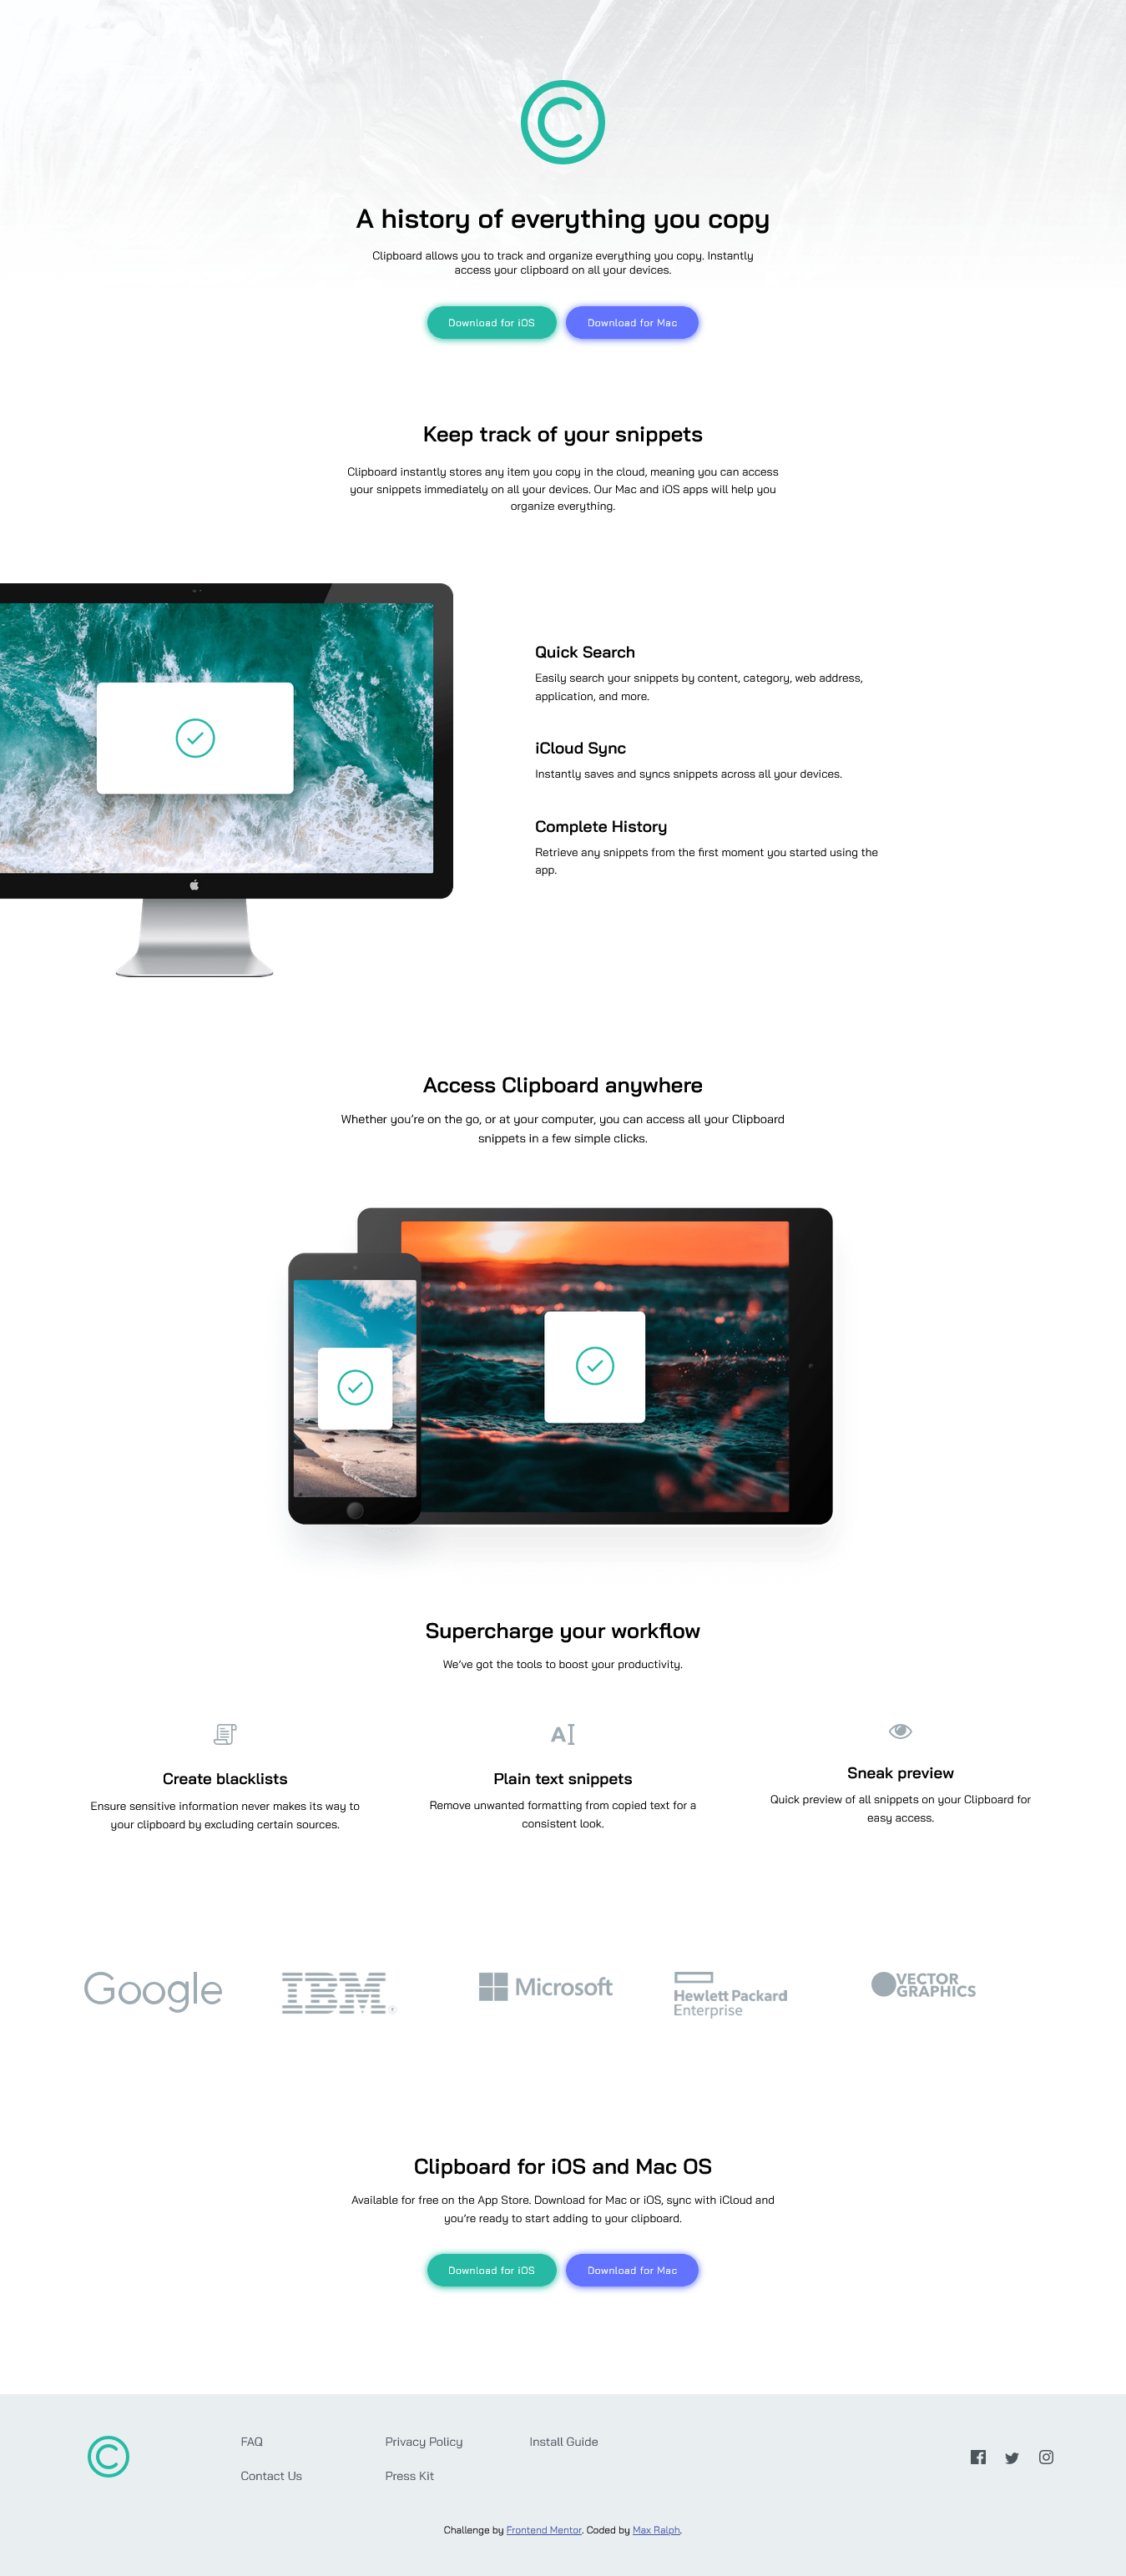 A history of everything you copy
Clipboard allows you to track and organize everything you copy. Instantly
access your clipboard on all your devices.
Download for iOS
Download for Mac
Keep track of your snippets
Clipboard instantly stores any item you copy in the cloud, meaning you can access
your snippets immediately on all your devices. Our Mac and iOS apps will help you
organize everything.
Quick Search
Easily search your snippets by content, category, web address,
application, and more.
iCloud Sync
Instantly saves and syncs snippets across all your devices.
Complete History
Retrieve any snippets from the first moment you started using the
app.
Access Clipboard anywhere
Whether you’re on the go, or at your computer, you can access all your Clipboard
snippets in a few simple clicks.
Supercharge your workflow
We’ve got the tools to boost your productivity.
Create blacklists
Ensure sensitive information never makes its way to
your clipboard by excluding certain sources.
Plain text snippets
Remove unwanted formatting from copied text for a
consistent look.
Sneak preview
Quick preview of all snippets on your Clipboard for
easy access.
Google
IBM
Microsoft
Hewlett Packard
Enterprise
VECTOR
GRAPHICS
Clipboard for iOS and Mac OS
Available for free on the App Store. Download for Mac or iOS, sync with iCloud and
you’re ready to start adding to your clipboard.
Download for iOS
Download for Mac
FAQ
Contact Us
Privacy Policy
Press Kit
Install Guide
Challenge by Frontend Mentor. Coded by Max Ralph.